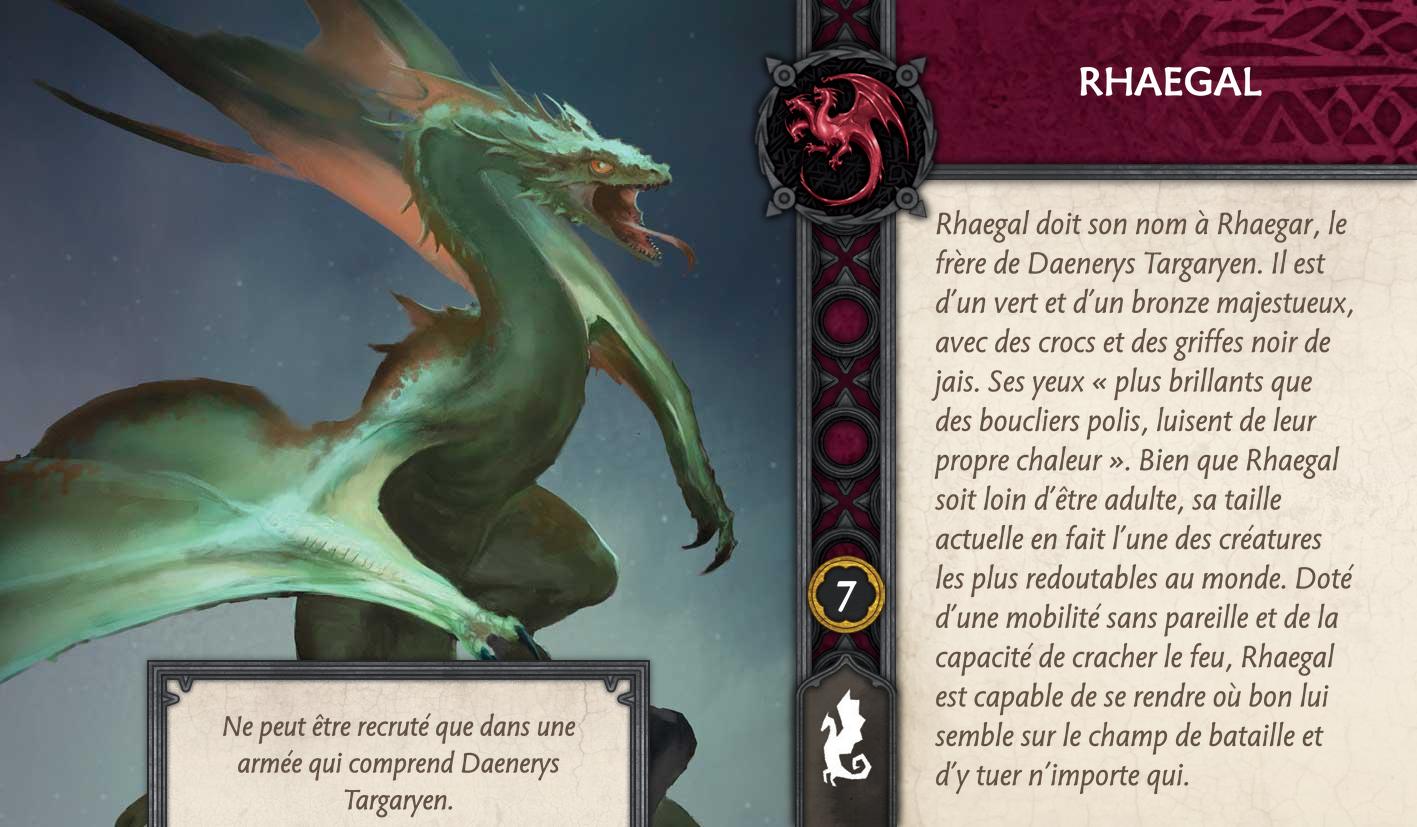 RHAEGAL
Rhaegal doit son nom à Rhaegar, le
frère de Daenerys Targaryen. Il est
d'un vert et d'un bronze majestueux,
avec des crocs et des griffes noir de
jais. Ses yeux « plus brillants que
des boucliers polis, luisent de leur
propre chaleur ». Bien que Rhaegal
soit loin d'être adulte, sa taille
actuelle en fait l'une des créatures
les plus redoutables au monde. Doté
d'une mobilité sans pareille et de la
capacité de cracher le feu, Rhaegal
est capable de se rendre où bon lui
semble sur le champ de bataille et
d'y tuer n'importe qui.
7
Ne peut être recruté que dans une
armée qui comprend Daenerys
Targaryen.